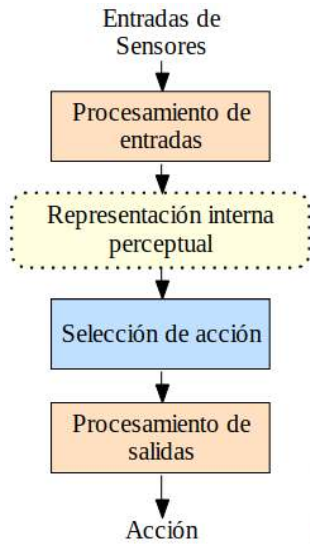 Entradas de
Sensores
Procesamiento de
entradas
Representación interna
perceptual
Selección de acción
Procesamiento de
salidas
Acción